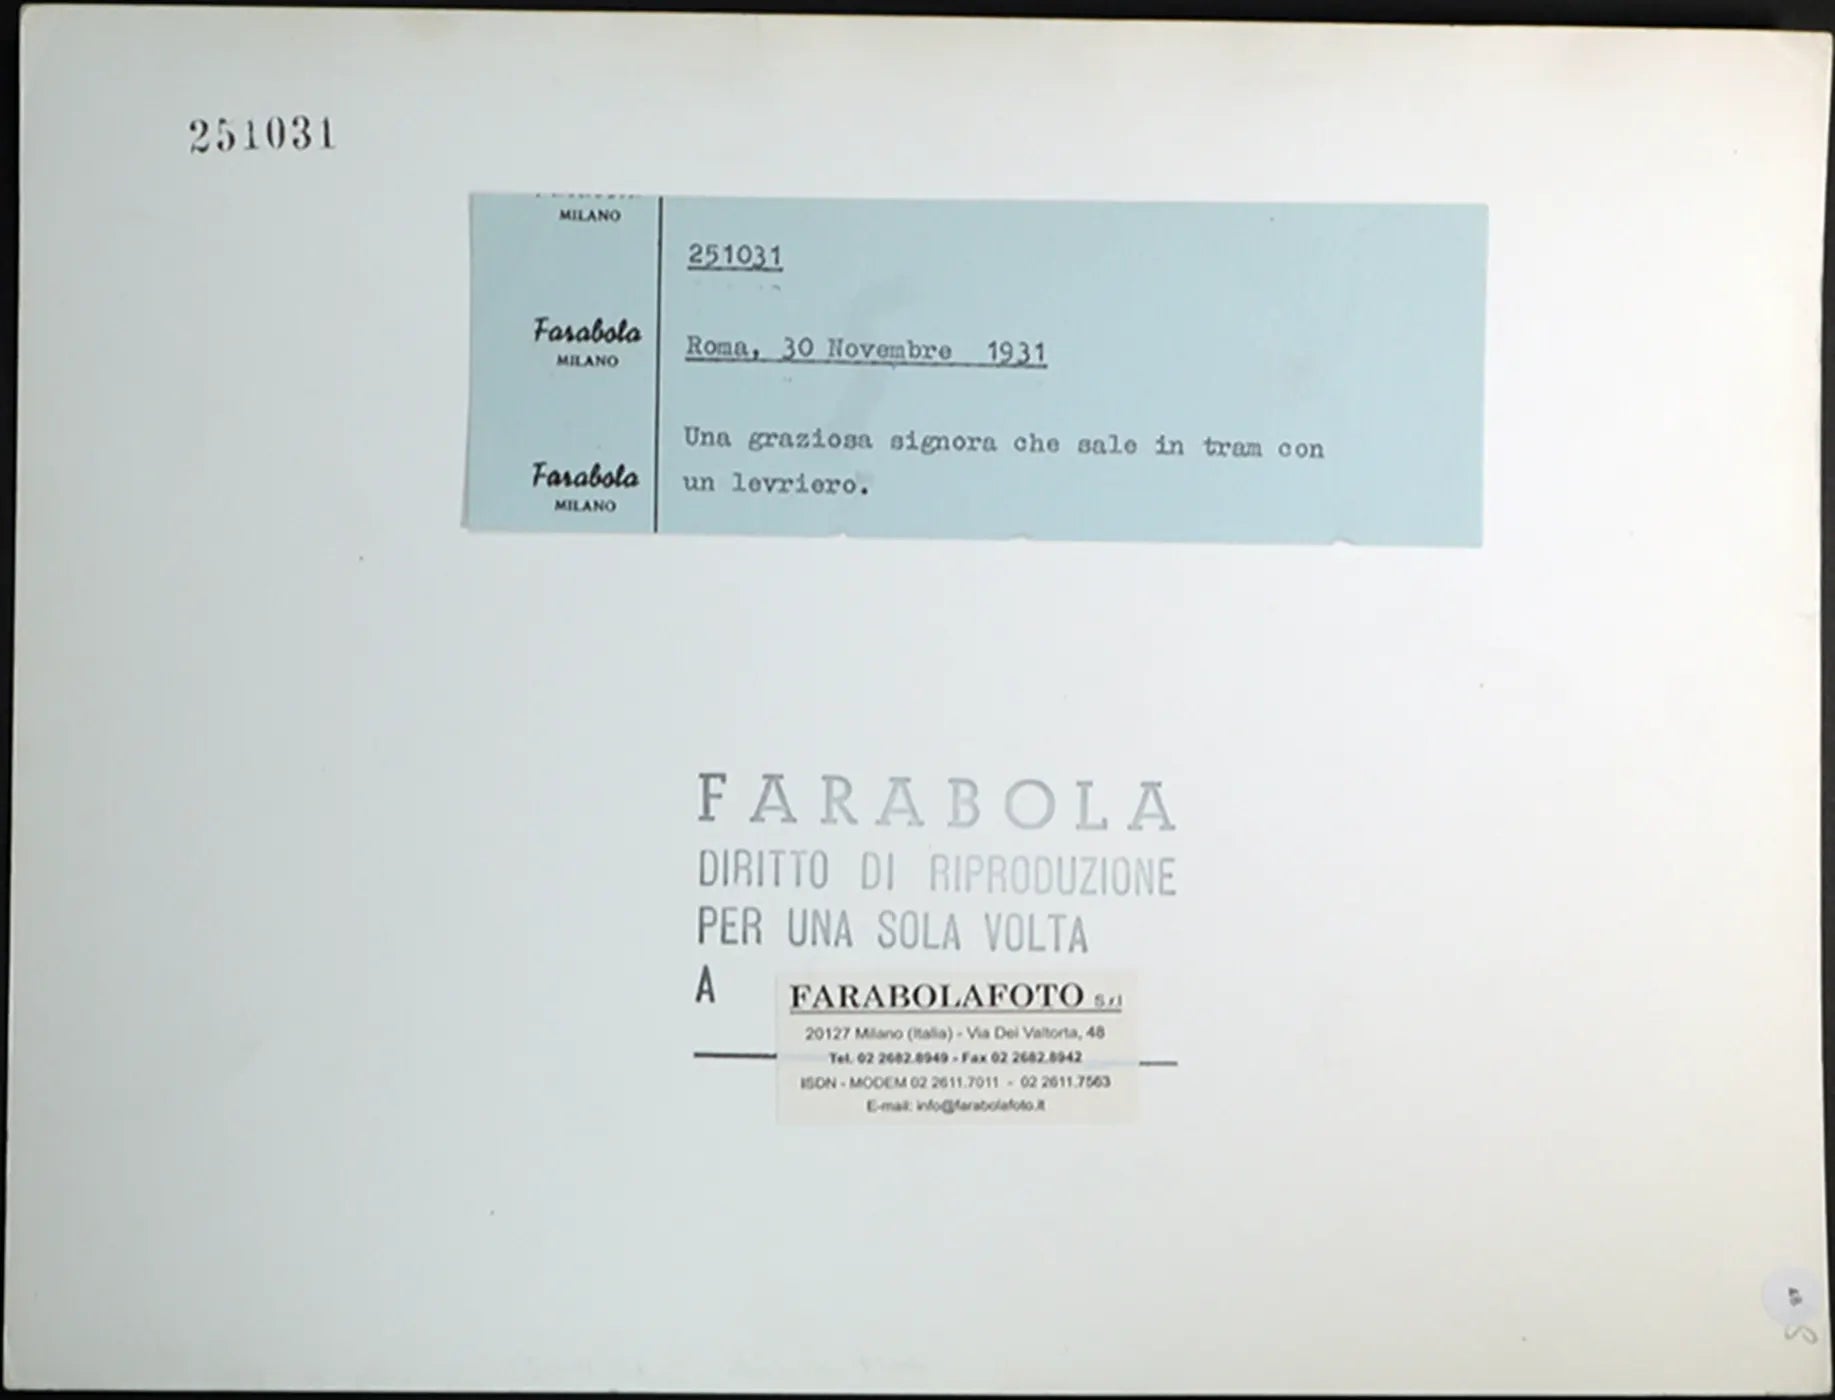 251031
MILANO
251031
Farabola
MILANO
Roma, 30 Novembre 1931
Una graziosa signora che sale in tram con
un levriero.
Farabola
MILANO
FARABOLA
DIRITTO DI RIPRODUZIONE
PER UNA SOLA VOLTA
A
FARABOLAFOTO s.r.l
20127 Milano (Italia) - Via Dei Valtorta, 48
Tel. 02 2682.8949 - Fax 02 2682.8942
ISDN - MODEM 02 2611.7011 - 02 2611.7563
E-mail: info@farabolafoto.it